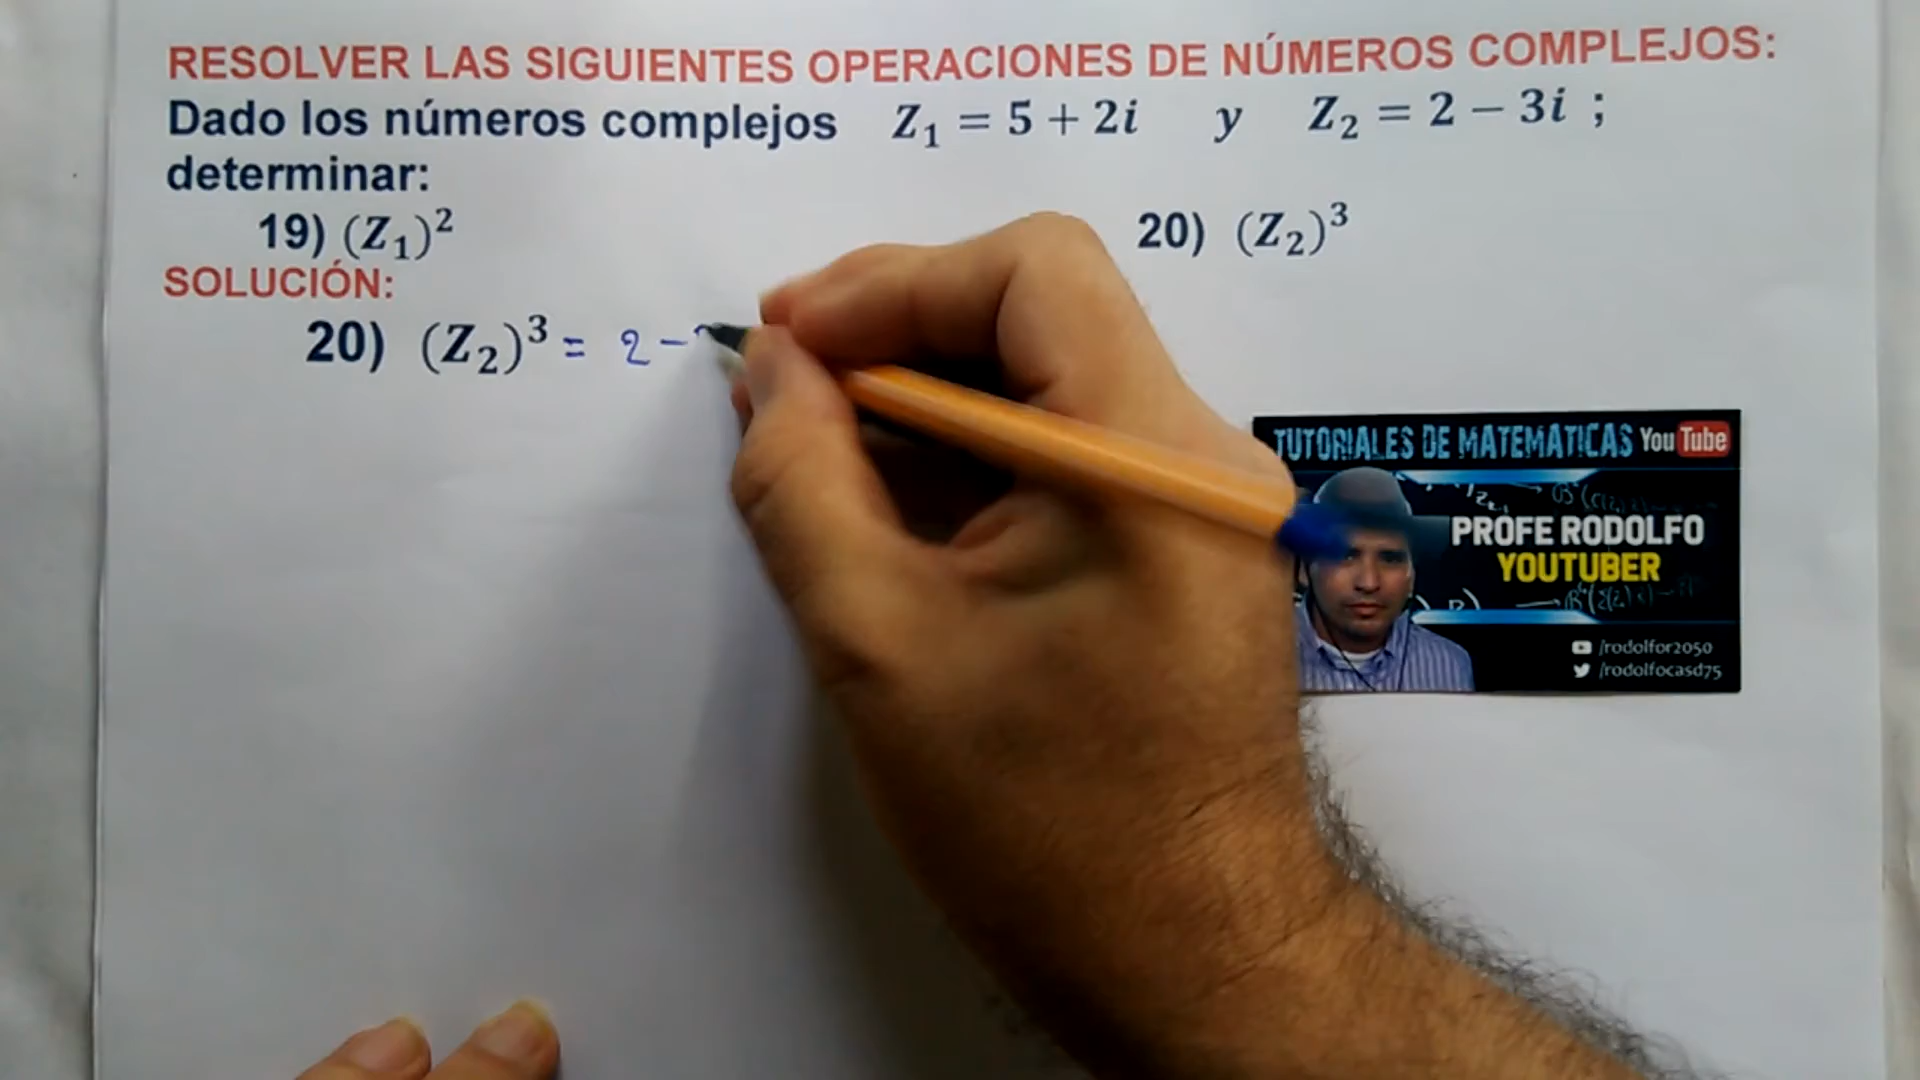 RESOLVER LAS SIGUIENTES OPERACIONES DE NÚMEROS COMPLEJOS:
Dado los números complejos Z₁ = 5 + 2i y Z₂ = 2 − 3i ;
determinar:
19) (Z₁)² 20) (Z₂)³
SOLUCIÓN:
20) (Z₂)³ = 2 −
TUTORIALES DE MATEMATICAS YouTube
PROFE RODOLFO
YOUTUBER
/rodolfor2050
/rodolfocasd75